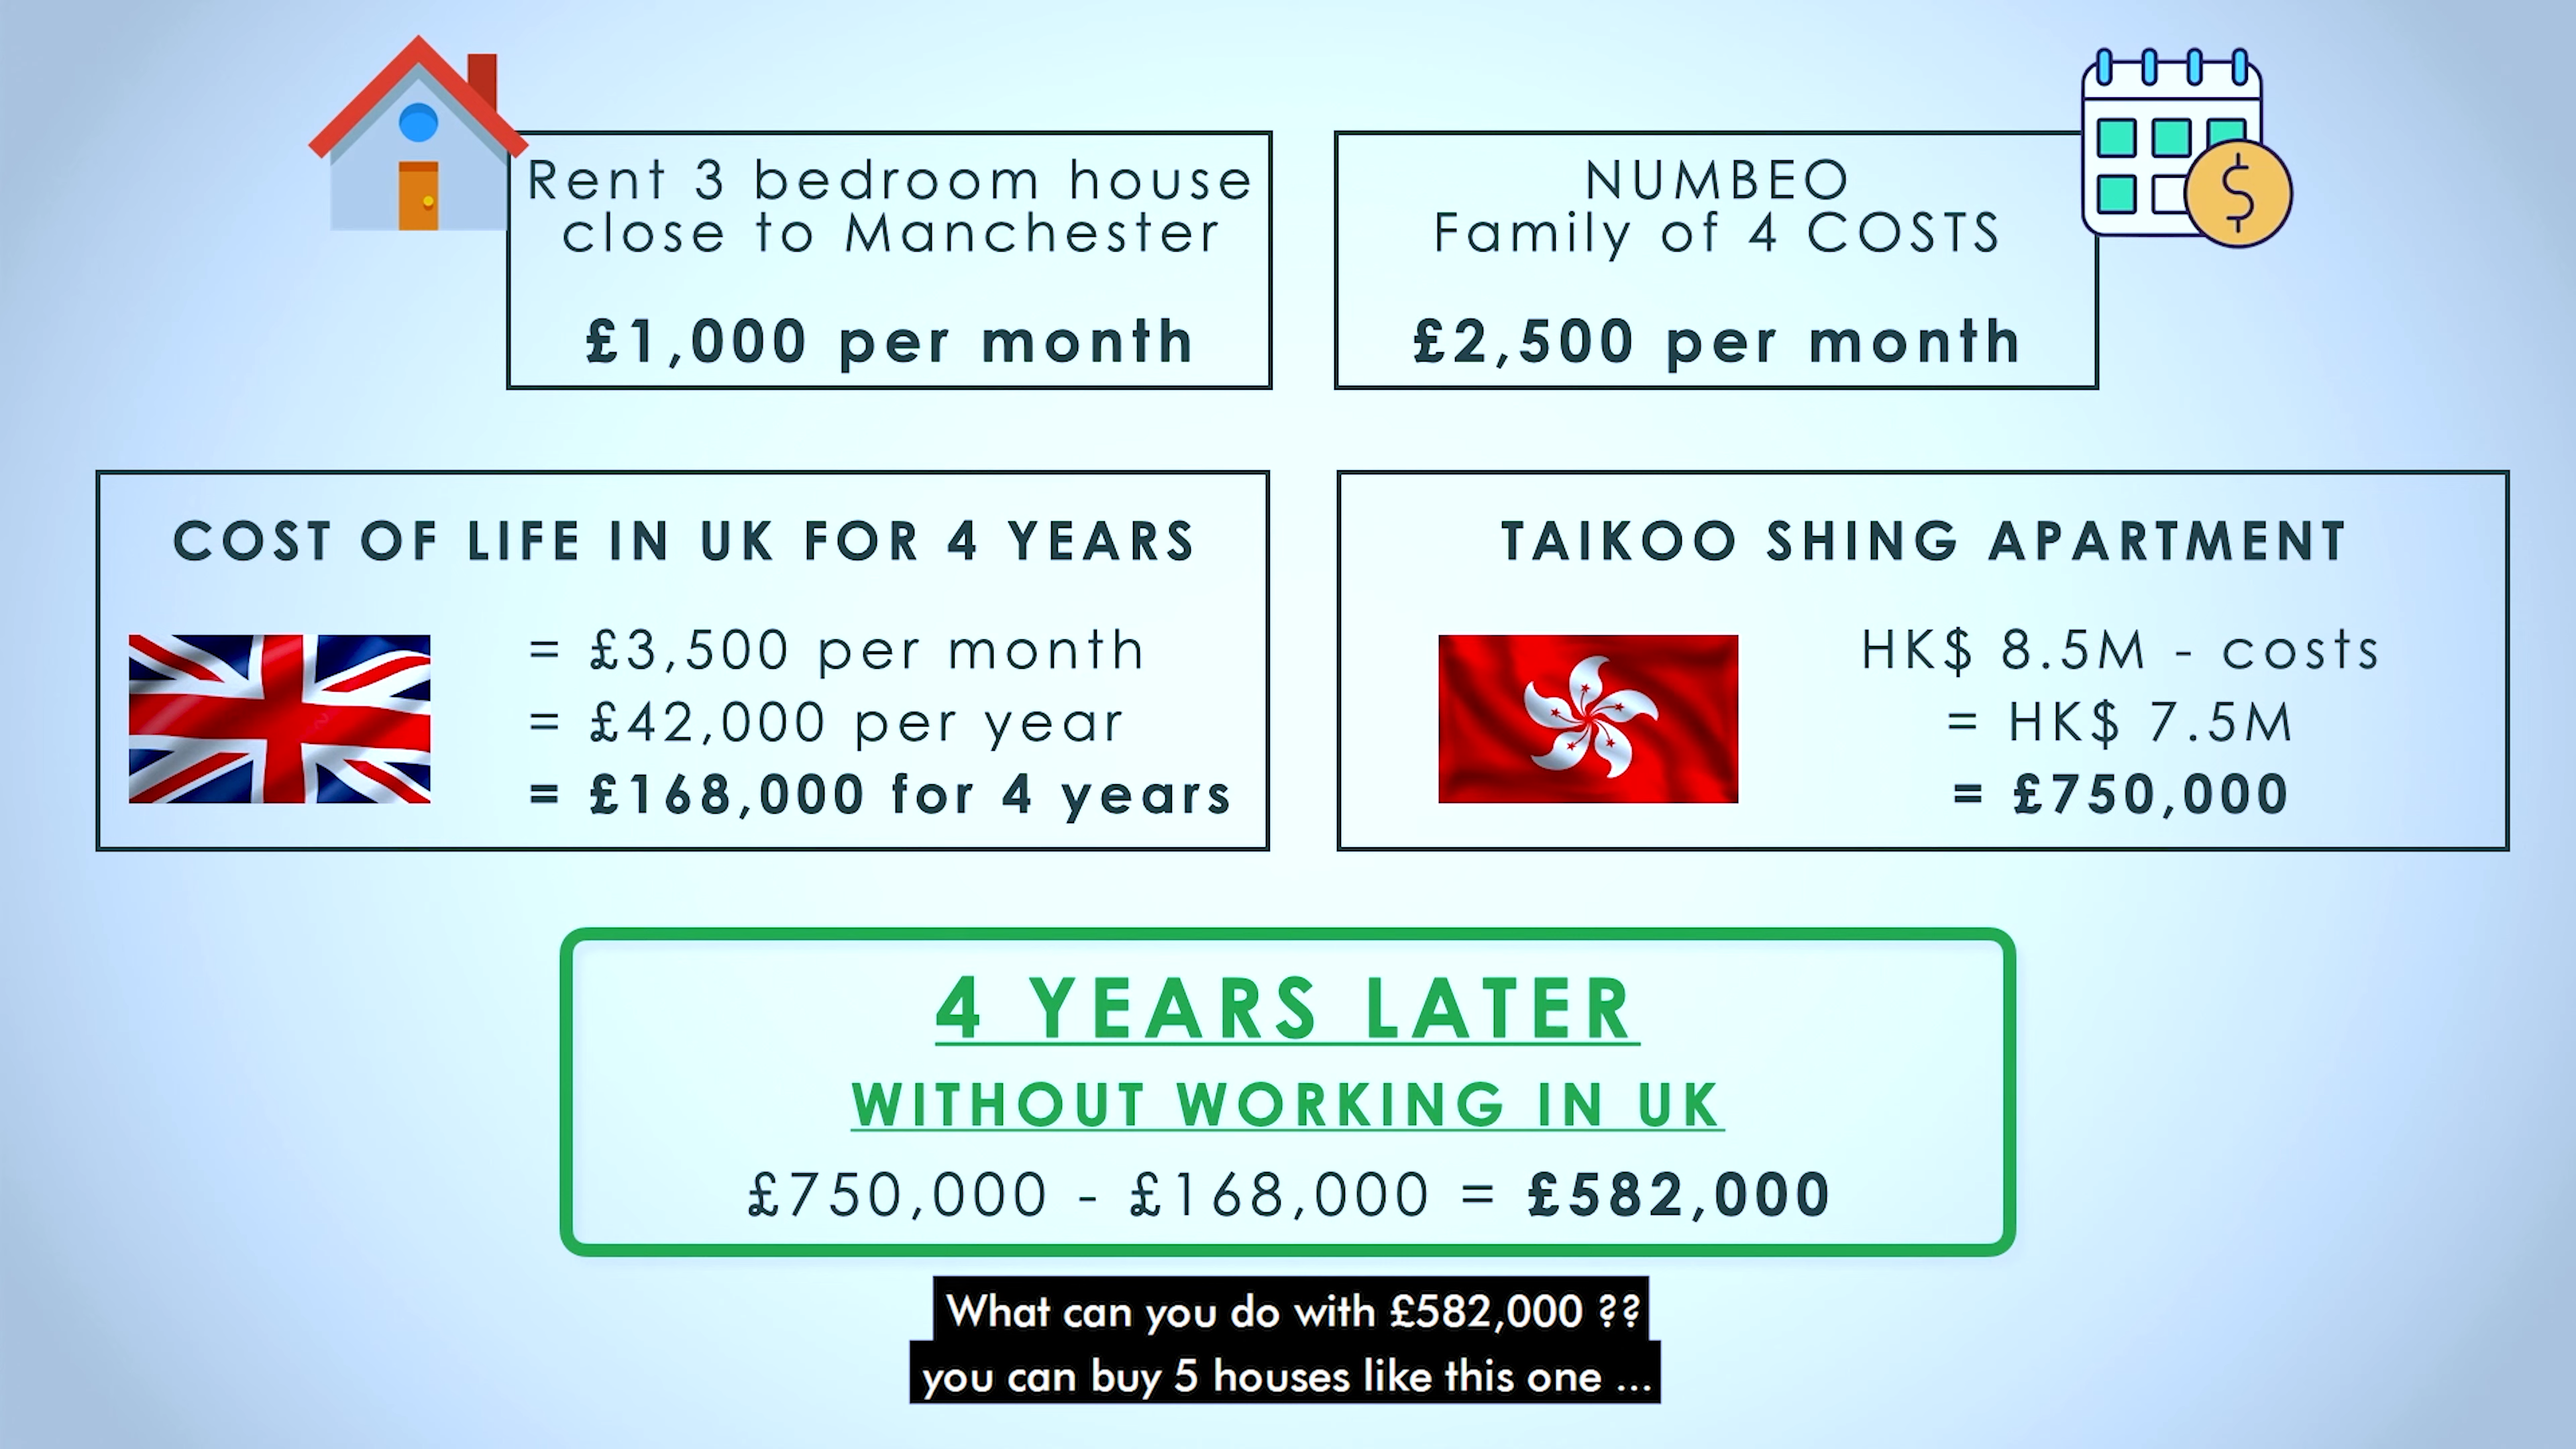 Rent 3 bedroom house
close to Manchester
£1,000 per month
NUMBEO
Family of 4 COSTS
£2,500 per month
$
COST OF LIFE IN UK FOR 4 YEARS
= £3,500 per month
= £42,000 per year
= £168,000 for 4 years
TAIKOO SHING APARTMENT
HK$ 8.5M - costs
= HK$ 7.5M
= £750,000
4 YEARS LATER
WITHOUT WORKING IN UK
£750,000 - £168,000 = £582,000
What can you do with £582,000 ??
you can buy 5 houses like this one ...